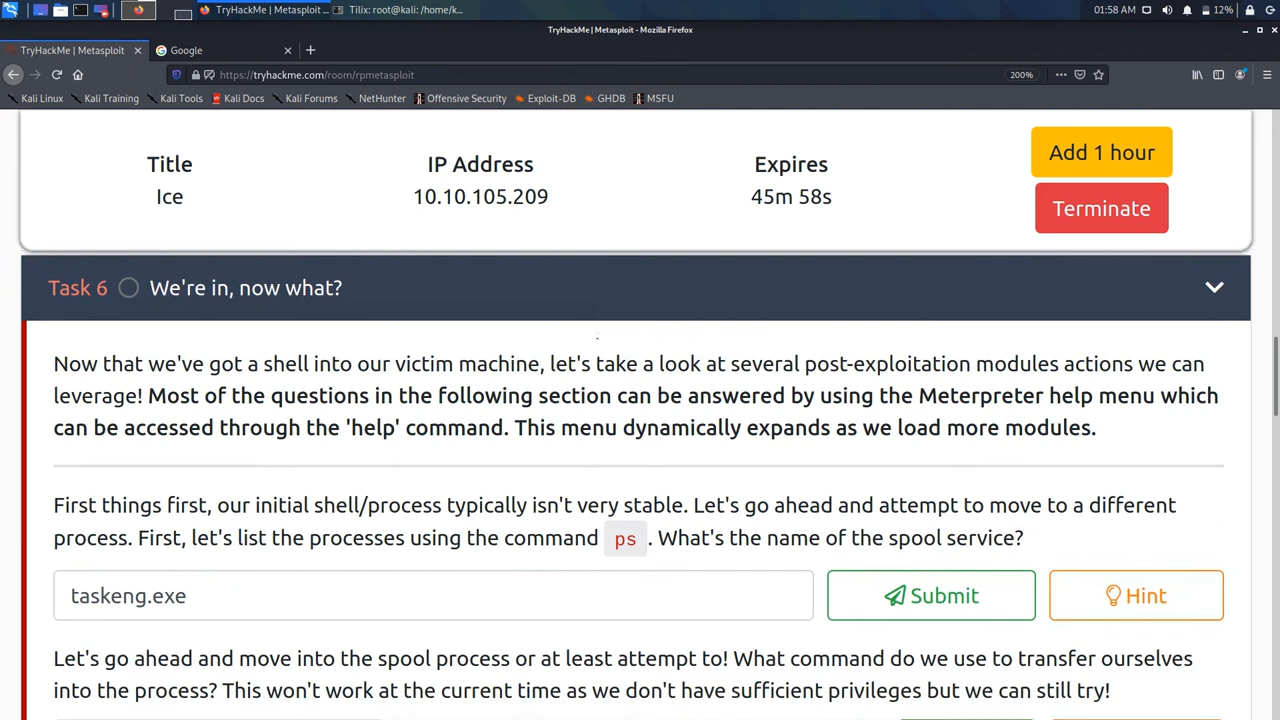 TryHackMe | Metasploit ...
Tilix: root@kali: /home/k...
01:58 AM
12%
TryHackMe | Metasploit - Mozilla Firefox
TryHackMe | Metasploit
Google
https://tryhackme.com/room/rpmetasploit
200%
Kali Linux
Kali Training
Kali Tools
Kali Docs
Kali Forums
NetHunter
Offensive Security
Exploit-DB
GHDB
MSFU
Title
IP Address
Expires
Add 1 hour
Ice
10.10.105.209
45m 58s
Terminate
Task 6 We're in, now what?
Now that we've got a shell into our victim machine, let's take a look at several post-exploitation modules actions we can
leverage! Most of the questions in the following section can be answered by using the Meterpreter help menu which
can be accessed through the 'help' command. This menu dynamically expands as we load more modules.
First things first, our initial shell/process typically isn't very stable. Let's go ahead and attempt to move to a different
process. First, let's list the processes using the command ps . What's the name of the spool service?
taskeng.exe
Submit
Hint
Let's go ahead and move into the spool process or at least attempt to! What command do we use to transfer ourselves
into the process? This won't work at the current time as we don't have sufficient privileges but we can still try!